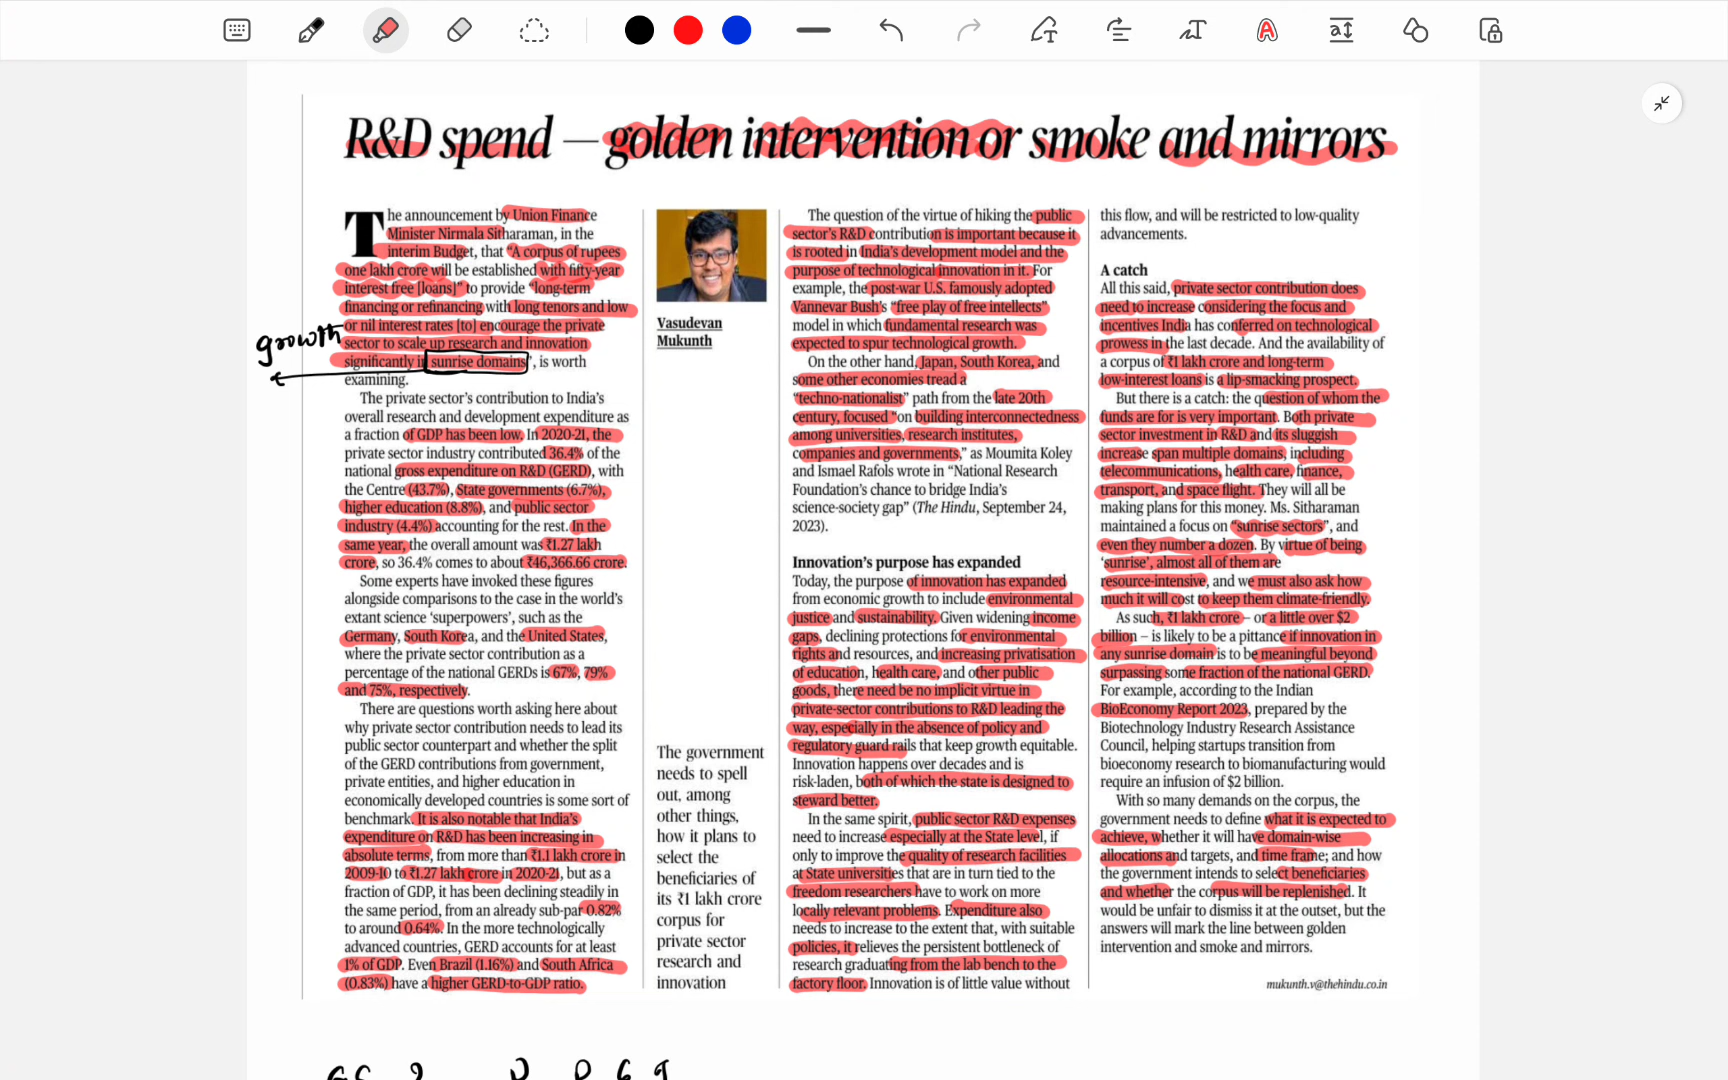 R&D spend — golden intervention or smoke and mirrors
The announcement by Union Finance
Minister Nirmala Sitharaman, in the
interim Budget, that “A corpus of rupees
one lakh crore will be established with fifty-year
interest free [loans]” to provide “long-term
financing or refinancing with long tenors and low
or nil interest rates [to] encourage the private
sector to scale up research and innovation
significantly in sunrise domains”, is worth
examining.
growth
The private sector’s contribution to India’s
overall research and development expenditure as
a fraction of GDP has been low. In 2020-21, the
private sector industry contributed 36.4% of the
national gross expenditure on R&D (GERD), with
the Centre (43.7%), State governments (6.7%),
higher education (8.8%), and public sector
industry (4.4%) accounting for the rest. In the
same year, the overall amount was ₹1.27 lakh
crore, so 36.4% comes to about ₹46,366.66 crore.
Some experts have invoked these figures
alongside comparisons to the case in the world’s
extant science ‘superpowers’, such as the
Germany, South Korea, and the United States,
where the private sector contribution as a
percentage of the national GERDs is 67%, 79%
and 75%, respectively.
There are questions worth asking here about
why private sector contribution needs to lead its
public sector counterpart and whether the split
of the GERD contributions from government,
private entities, and higher education in
economically developed countries is some sort of
benchmark. It is also notable that India’s
expenditure on R&D has been increasing in
absolute terms, from more than ₹1.1 lakh crore in
2009-10 to ₹1.27 lakh crore in 2020-21, but as a
fraction of GDP, it has been declining steadily in
the same period, from an already sub-par 0.82%
to around 0.64%. In the more technologically
advanced countries, GERD accounts for at least
1% of GDP. Even Brazil (1.16%) and South Africa
(0.83%) have a higher GERD-to-GDP ratio.
Vasudevan
Mukunth
The government
needs to spell
out, among
other things,
how it plans to
select the
beneficiaries of
its ₹1 lakh crore
corpus for
private sector
research and
innovation
The question of the virtue of hiking the public
sector’s R&D contribution is important because it
is rooted in India’s development model and the
purpose of technological innovation in it. For
example, the post-war U.S. famously adopted
Vannevar Bush’s “free play of free intellects”
model in which fundamental research was
expected to spur technological growth.
On the other hand, Japan, South Korea, and
some other economies tread a
“techno-nationalist” path from the late 20th
century, focused “on building interconnectedness
among universities, research institutes,
companies and governments,” as Moumita Koley
and Ismael Rafols wrote in “National Research
Foundation’s chance to bridge India’s
science-society gap” (The Hindu, September 24,
2023).
Innovation’s purpose has expanded
Today, the purpose of innovation has expanded
from economic growth to include environmental
justice and sustainability. Given widening income
gaps, declining protections for environmental
rights and resources, and increasing privatisation
of education, health care, and other public
goods, there need be no implicit virtue in
private-sector contributions to R&D leading the
way, especially in the absence of policy and
regulatory guard rails that keep growth equitable.
Innovation happens over decades and is
risk-laden, both of which the state is designed to
steward better.
In the same spirit, public sector R&D expenses
need to increase especially at the State level, if
only to improve the quality of research facilities
at State universities that are in turn tied to the
freedom researchers have to work on more
locally relevant problems. Expenditure also
needs to increase to the extent that, with suitable
policies, it relieves the persistent bottleneck of
research graduating from the lab bench to the
factory floor. Innovation is of little value without
this flow, and will be restricted to low-quality
advancements.
A catch
All this said, private sector contribution does
need to increase considering the focus and
incentives India has conferred on technological
prowess in the last decade. And the availability of
a corpus of ₹1 lakh crore and long-term
low-interest loans is a lip-smacking prospect.
But there is a catch: the question of whom the
funds are for is very important. Both private
sector investment in R&D and its sluggish
increase span multiple domains, including
telecommunications, health care, finance,
transport, and space flight. They will all be
making plans for this money. Ms. Sitharaman
maintained a focus on “sunrise sectors”, and
even they number a dozen. By virtue of being
‘sunrise’, almost all of them are
resource-intensive, and we must also ask how
much it will cost to keep them climate-friendly.
As such, ₹1 lakh crore – or a little over $2
billion – is likely to be a pittance if innovation in
any sunrise domain is to be meaningful beyond
surpassing some fraction of the national GERD.
For example, according to the Indian
BioEconomy Report 2023, prepared by the
Biotechnology Industry Research Assistance
Council, helping startups transition from
bioeconomy research to biomanufacturing would
require an infusion of $2 billion.
With so many demands on the corpus, the
government needs to define what it is expected to
achieve, whether it will have domain-wise
allocations and targets, and time frame; and how
the government intends to select beneficiaries
and whether the corpus will be replenished. It
would be unfair to dismiss it at the outset, but the
answers will mark the line between golden
intervention and smoke and mirrors.
mukunth.v@thehindu.co.in